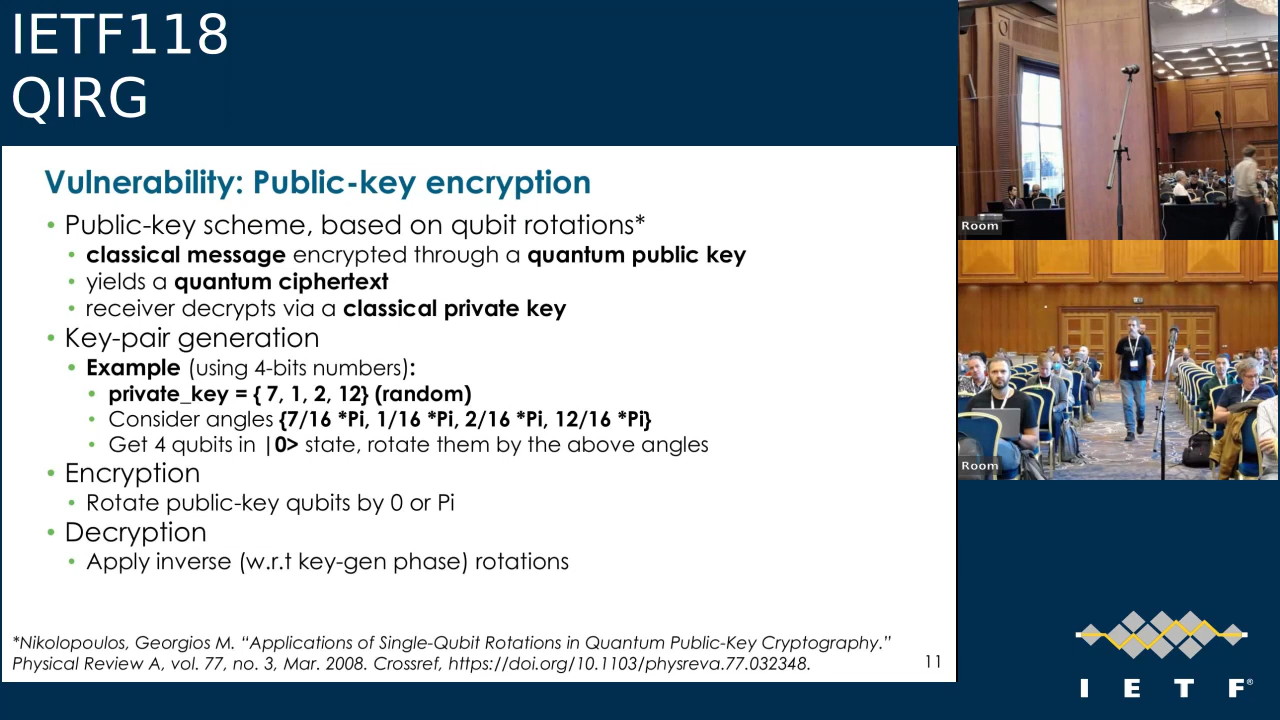 IETF118
QIRG
Vulnerability: Public-key encryption
• Public-key scheme, based on qubit rotations*
• classical message encrypted through a quantum public key
• yields a quantum ciphertext
• receiver decrypts via a classical private key
• Key-pair generation
• Example (using 4-bits numbers):
• private_key = { 7, 1, 2, 12} (random)
• Consider angles {7/16 *Pi, 1/16 *Pi, 2/16 *Pi, 12/16 *Pi}
• Get 4 qubits in |0> state, rotate them by the above angles
• Encryption
• Rotate public-key qubits by 0 or Pi
• Decryption
• Apply inverse (w.r.t key-gen phase) rotations
*Nikolopoulos, Georgios M. “Applications of Single-Qubit Rotations in Quantum Public-Key Cryptography.”
Physical Review A, vol. 77, no. 3, Mar. 2008. Crossref, https://doi.org/10.1103/physreva.77.032348.
11
Room
Room
I E T F®